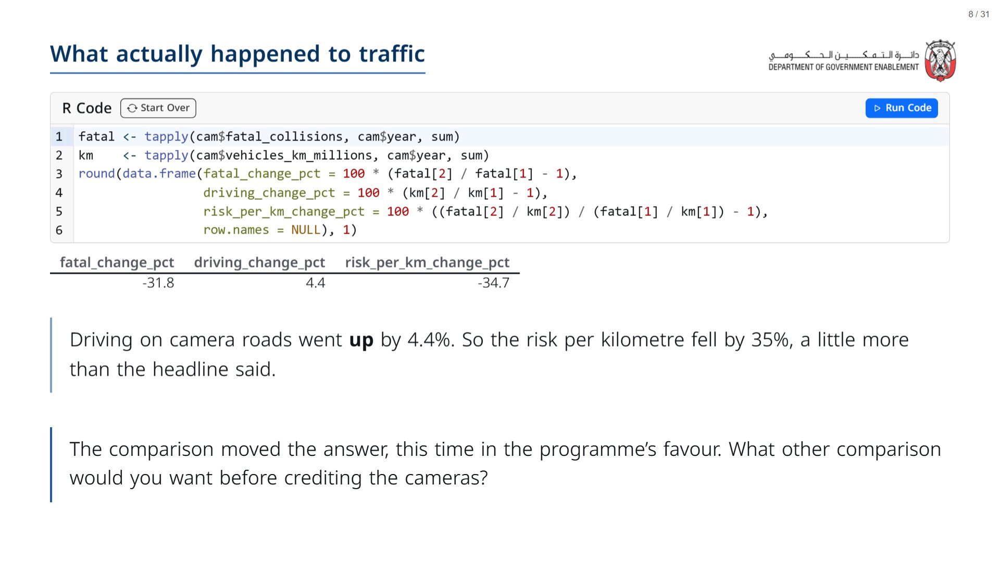 8 / 31
What actually happened to traffic
دائرة التمكين الحكومي
DEPARTMENT OF GOVERNMENT ENABLEMENT
R Code Start Over Run Code
1 fatal <- tapply(cam$fatal_collisions, cam$year, sum)
2 km    <- tapply(cam$vehicles_km_millions, cam$year, sum)
3 round(data.frame(fatal_change_pct = 100 * (fatal[2] / fatal[1] - 1),
4                  driving_change_pct = 100 * (km[2] / km[1] - 1),
5                  risk_per_km_change_pct = 100 * ((fatal[2] / km[2]) / (fatal[1] / km[1]) - 1),
6                  row.names = NULL), 1)
fatal_change_pct driving_change_pct risk_per_km_change_pct
-31.8 4.4 -34.7
Driving on camera roads went up by 4.4%. So the risk per kilometre fell by 35%, a little more
than the headline said.
The comparison moved the answer, this time in the programme’s favour. What other comparison
would you want before crediting the cameras?